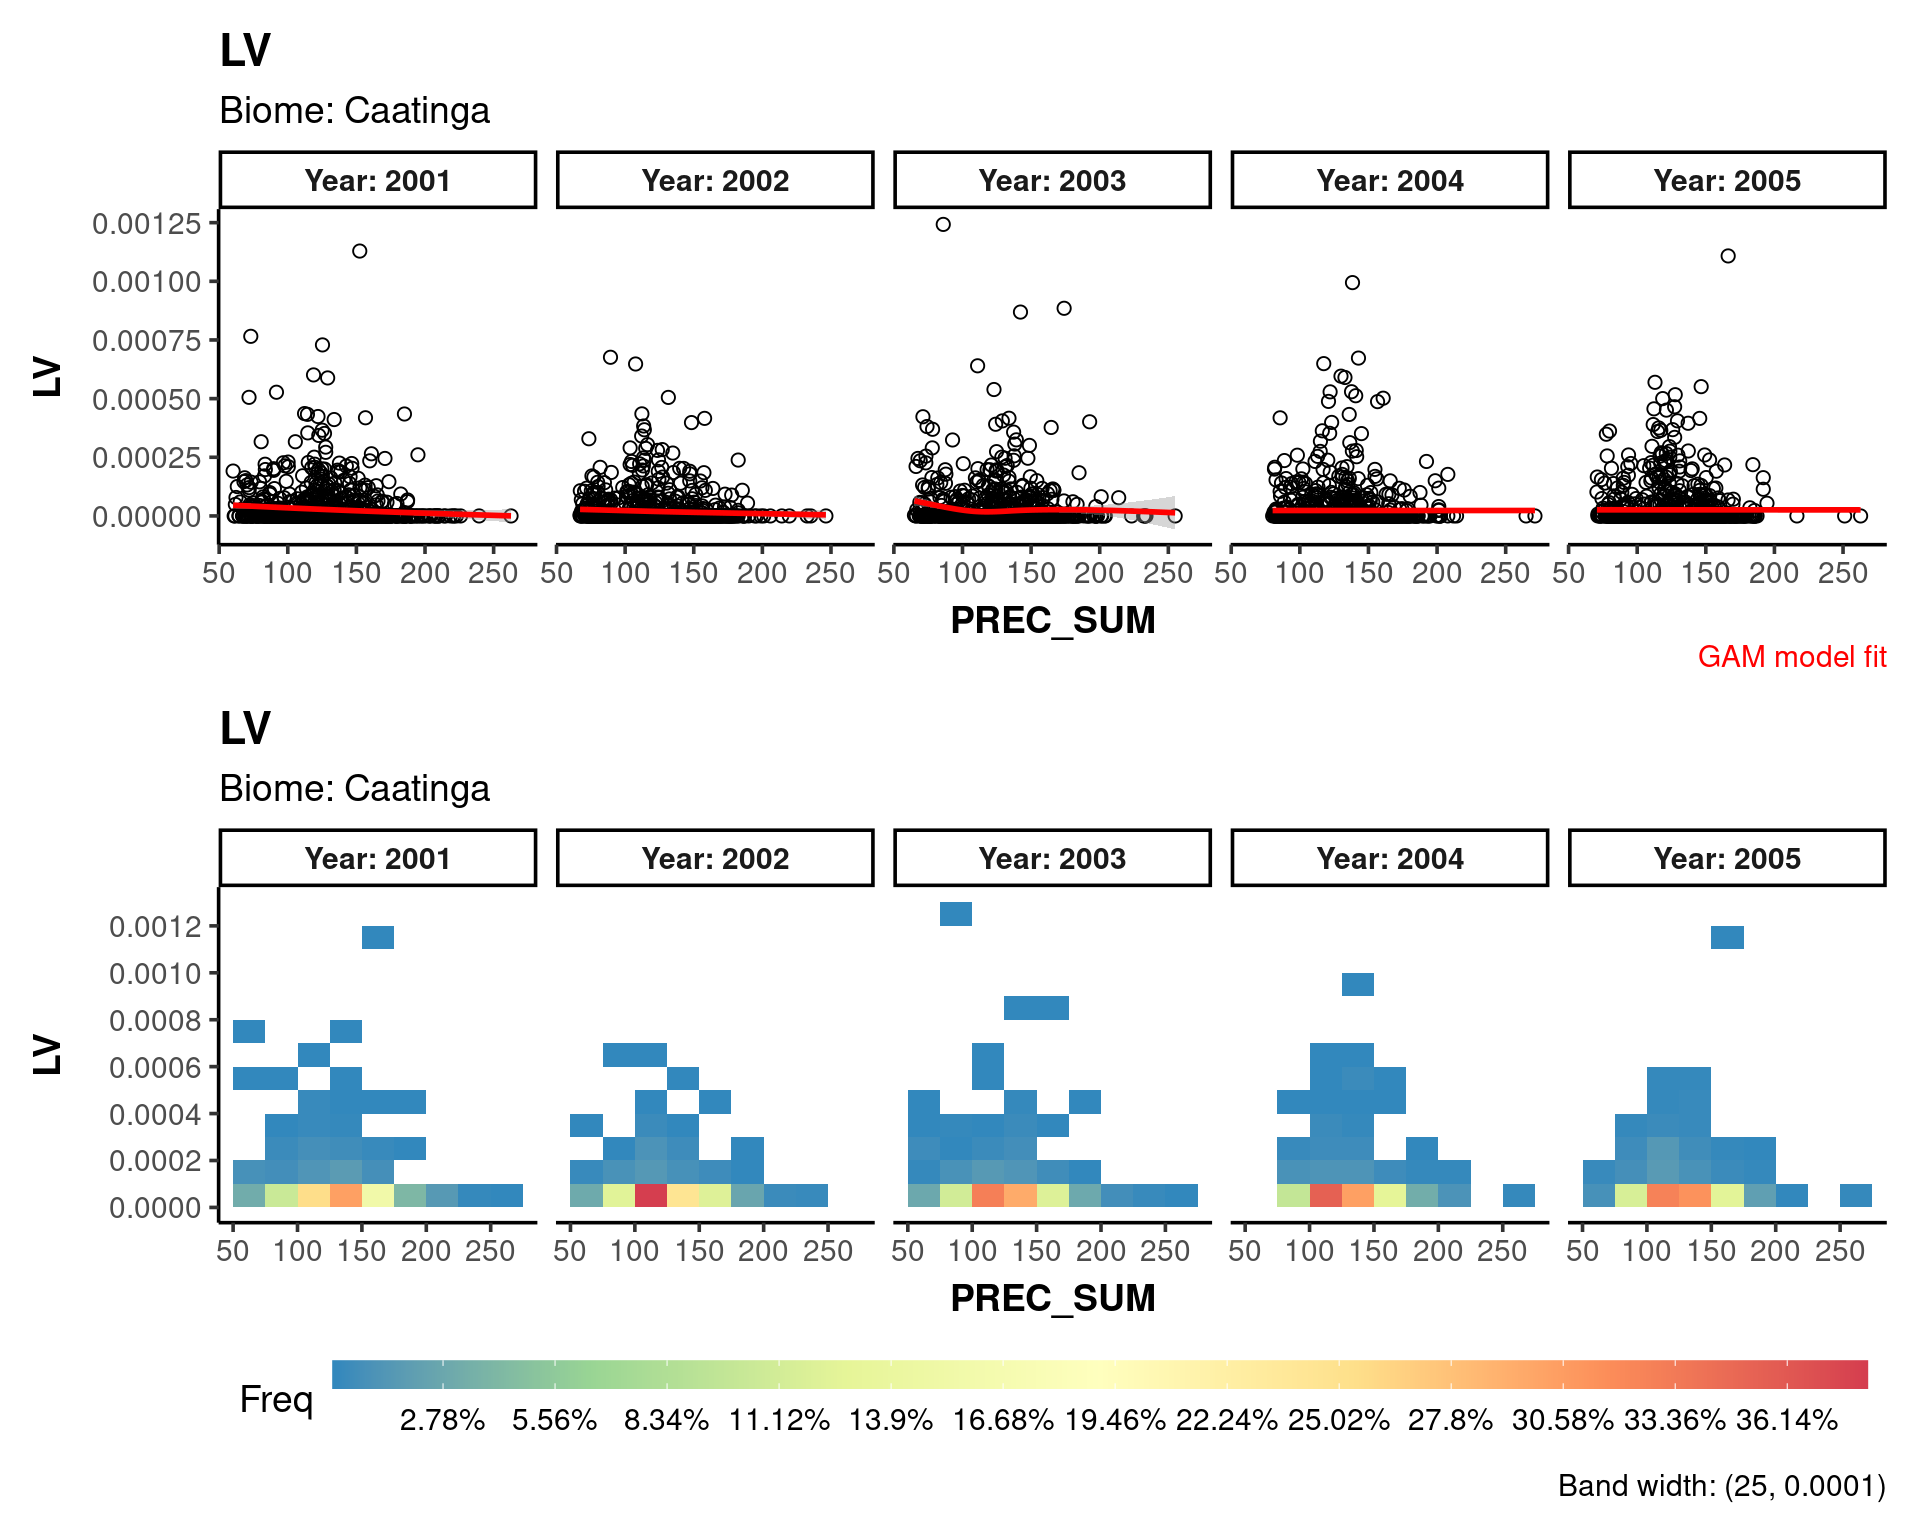 LV
Biome: Caatinga
Year: 2001 Year: 2002 Year: 2003 Year: 2004 Year: 2005
0.00125
0.00100
0.00075
0.00050
0.00025
0.00000
LV
50 100 150 200 250 50 100 150 200 250 50 100 150 200 250 50 100 150 200 250 50 100 150 200 250
PREC_SUM
GAM model fit
LV
Biome: Caatinga
Year: 2001 Year: 2002 Year: 2003 Year: 2004 Year: 2005
0.0012
0.0010
0.0008
0.0006
0.0004
0.0002
0.0000
LV
50 100 150 200 250 50 100 150 200 250 50 100 150 200 250 50 100 150 200 250 50 100 150 200 250
PREC_SUM
Freq
2.78% 5.56% 8.34% 11.12% 13.9% 16.68% 19.46% 22.24% 25.02% 27.8% 30.58% 33.36% 36.14%
Band width: (25, 0.0001)